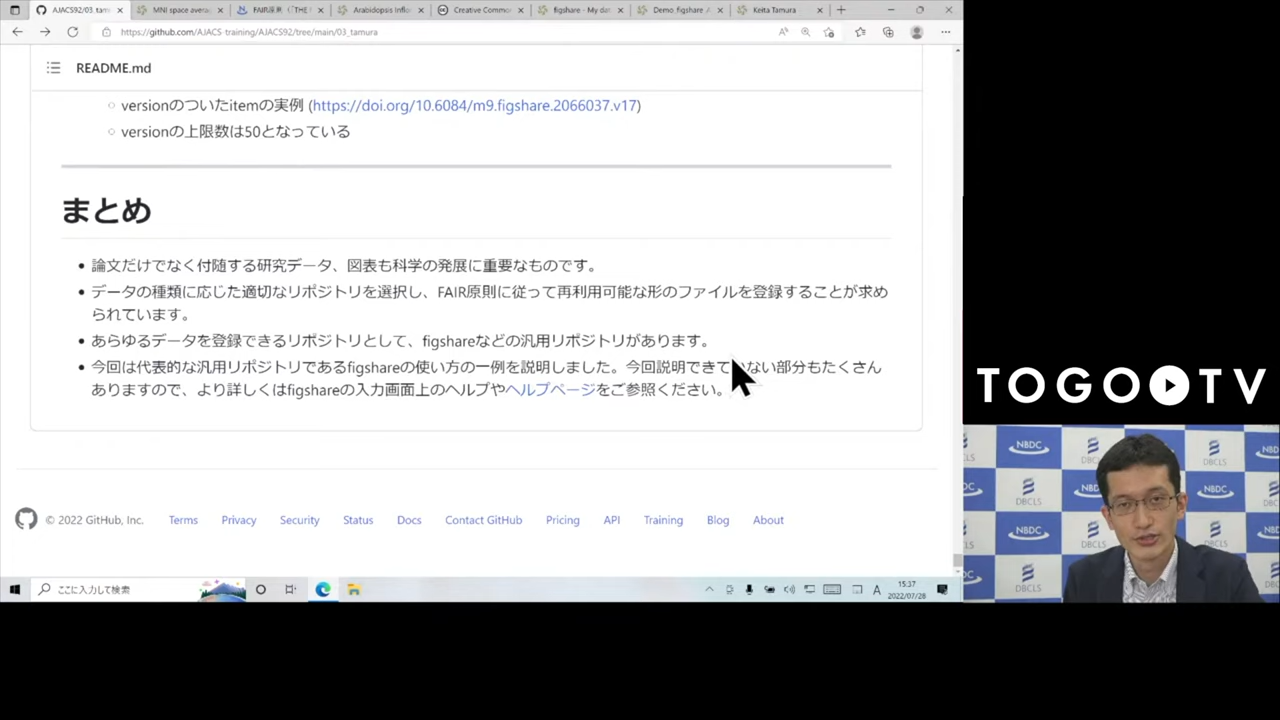 AJACS92/03_tam
MNI space avera
FAIR原則（「THE F
Arabidopsis Inflo
Creative Commor
figshare - My dat
Demo_figshare_A
Keita Tamura -
https://github.com/AJACS-training/AJACS92/tree/main/03_tamura
README.md
versionのついたitemの実例 (https://doi.org/10.6084/m9.figshare.2066037.v17)
versionの上限数は50となっている
まとめ
論文だけでなく付随する研究データ、図表も科学の発展に重要なものです。
データの種類に応じた適切なリポジトリを選択し、FAIR原則に従って再利用可能な形のファイルを登録することが求め
られています。
あらゆるデータを登録できるリポジトリとして、figshareなどの汎用リポジトリがあります。
今回は代表的な汎用リポジトリであるfigshareの使い方の一例を説明しました。今回説明できていない部分もたくさん
ありますので、より詳しくはfigshareの入力画面上のヘルプやヘルプページをご参照ください。
TOGO TV
NBDC
DBCLS
© 2022 GitHub, Inc. Terms Privacy Security Status Docs Contact GitHub Pricing API Training Blog About
ここに入力して検索
A
15:37
2022/07/28